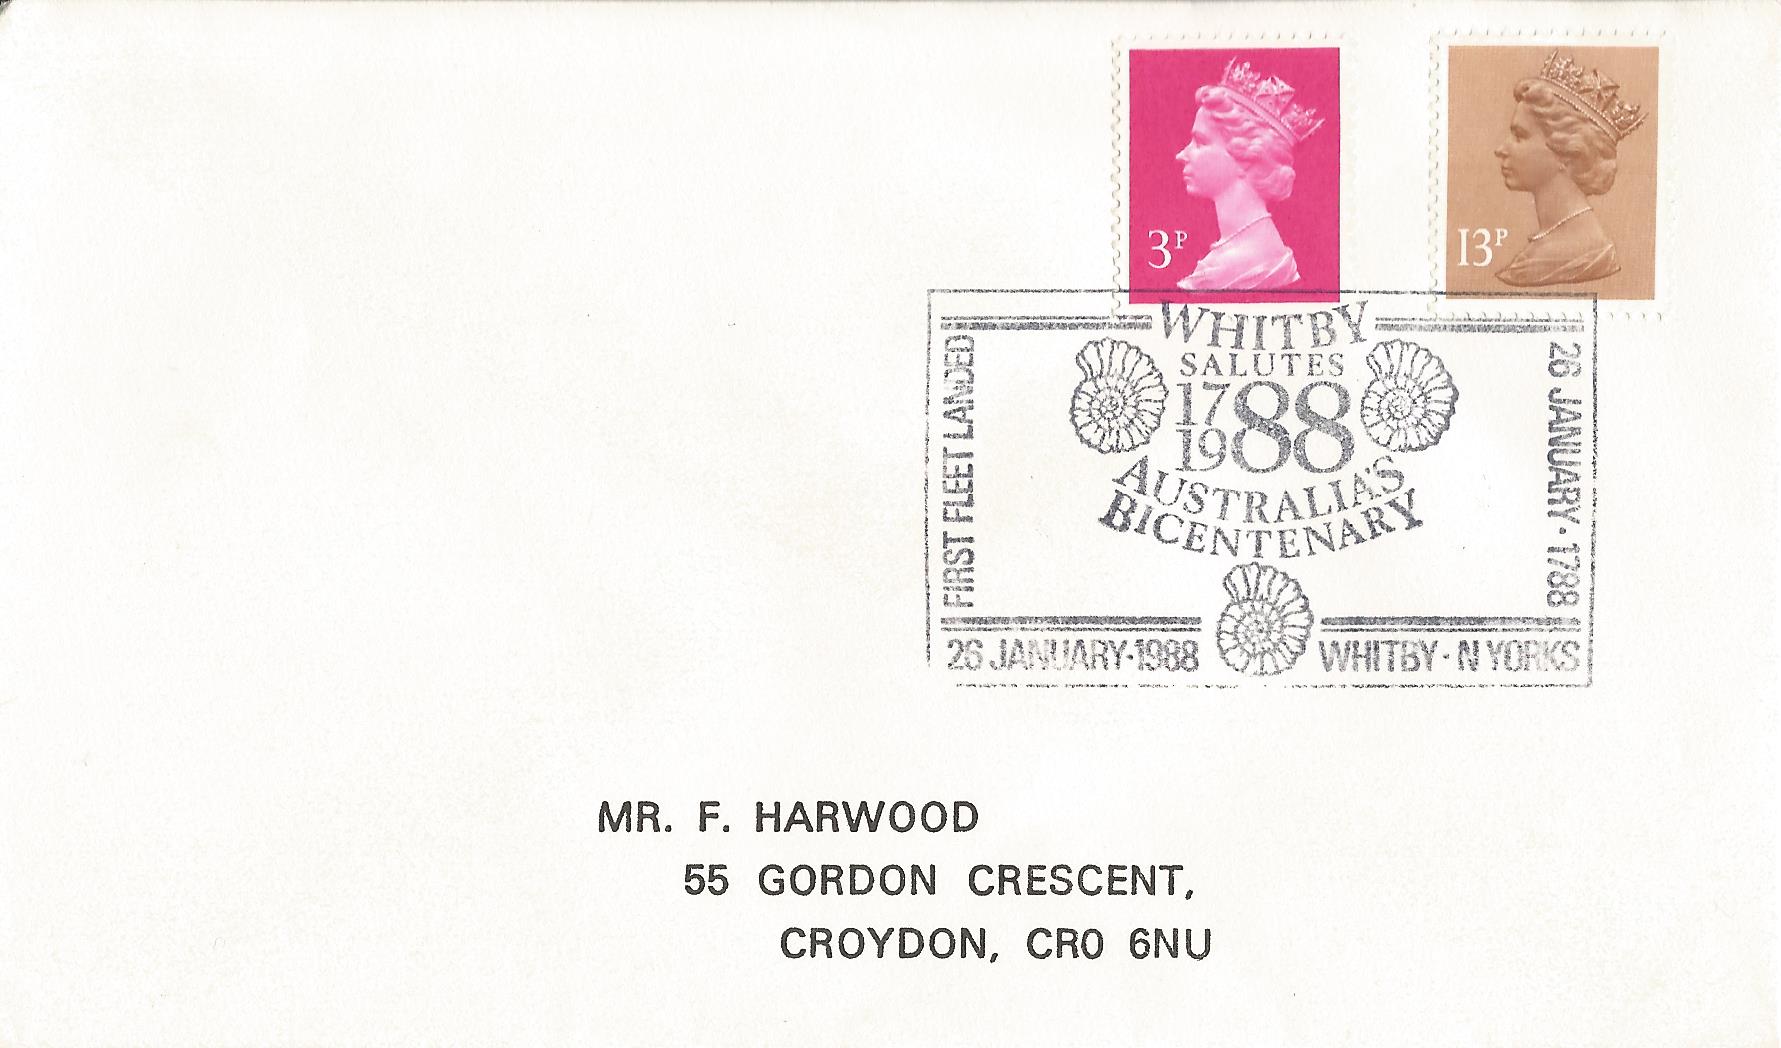 3P
13P
WHITBY
SALUTES
17
1988
AUSTRALIA'S
BICENTENARY
FIRST FLEET LANDED
26 JANUARY · 1788
26 JANUARY · 1988
WHITBY · N YORKS
MR. F. HARWOOD
55 GORDON CRESCENT,
CROYDON, CR0 6NU